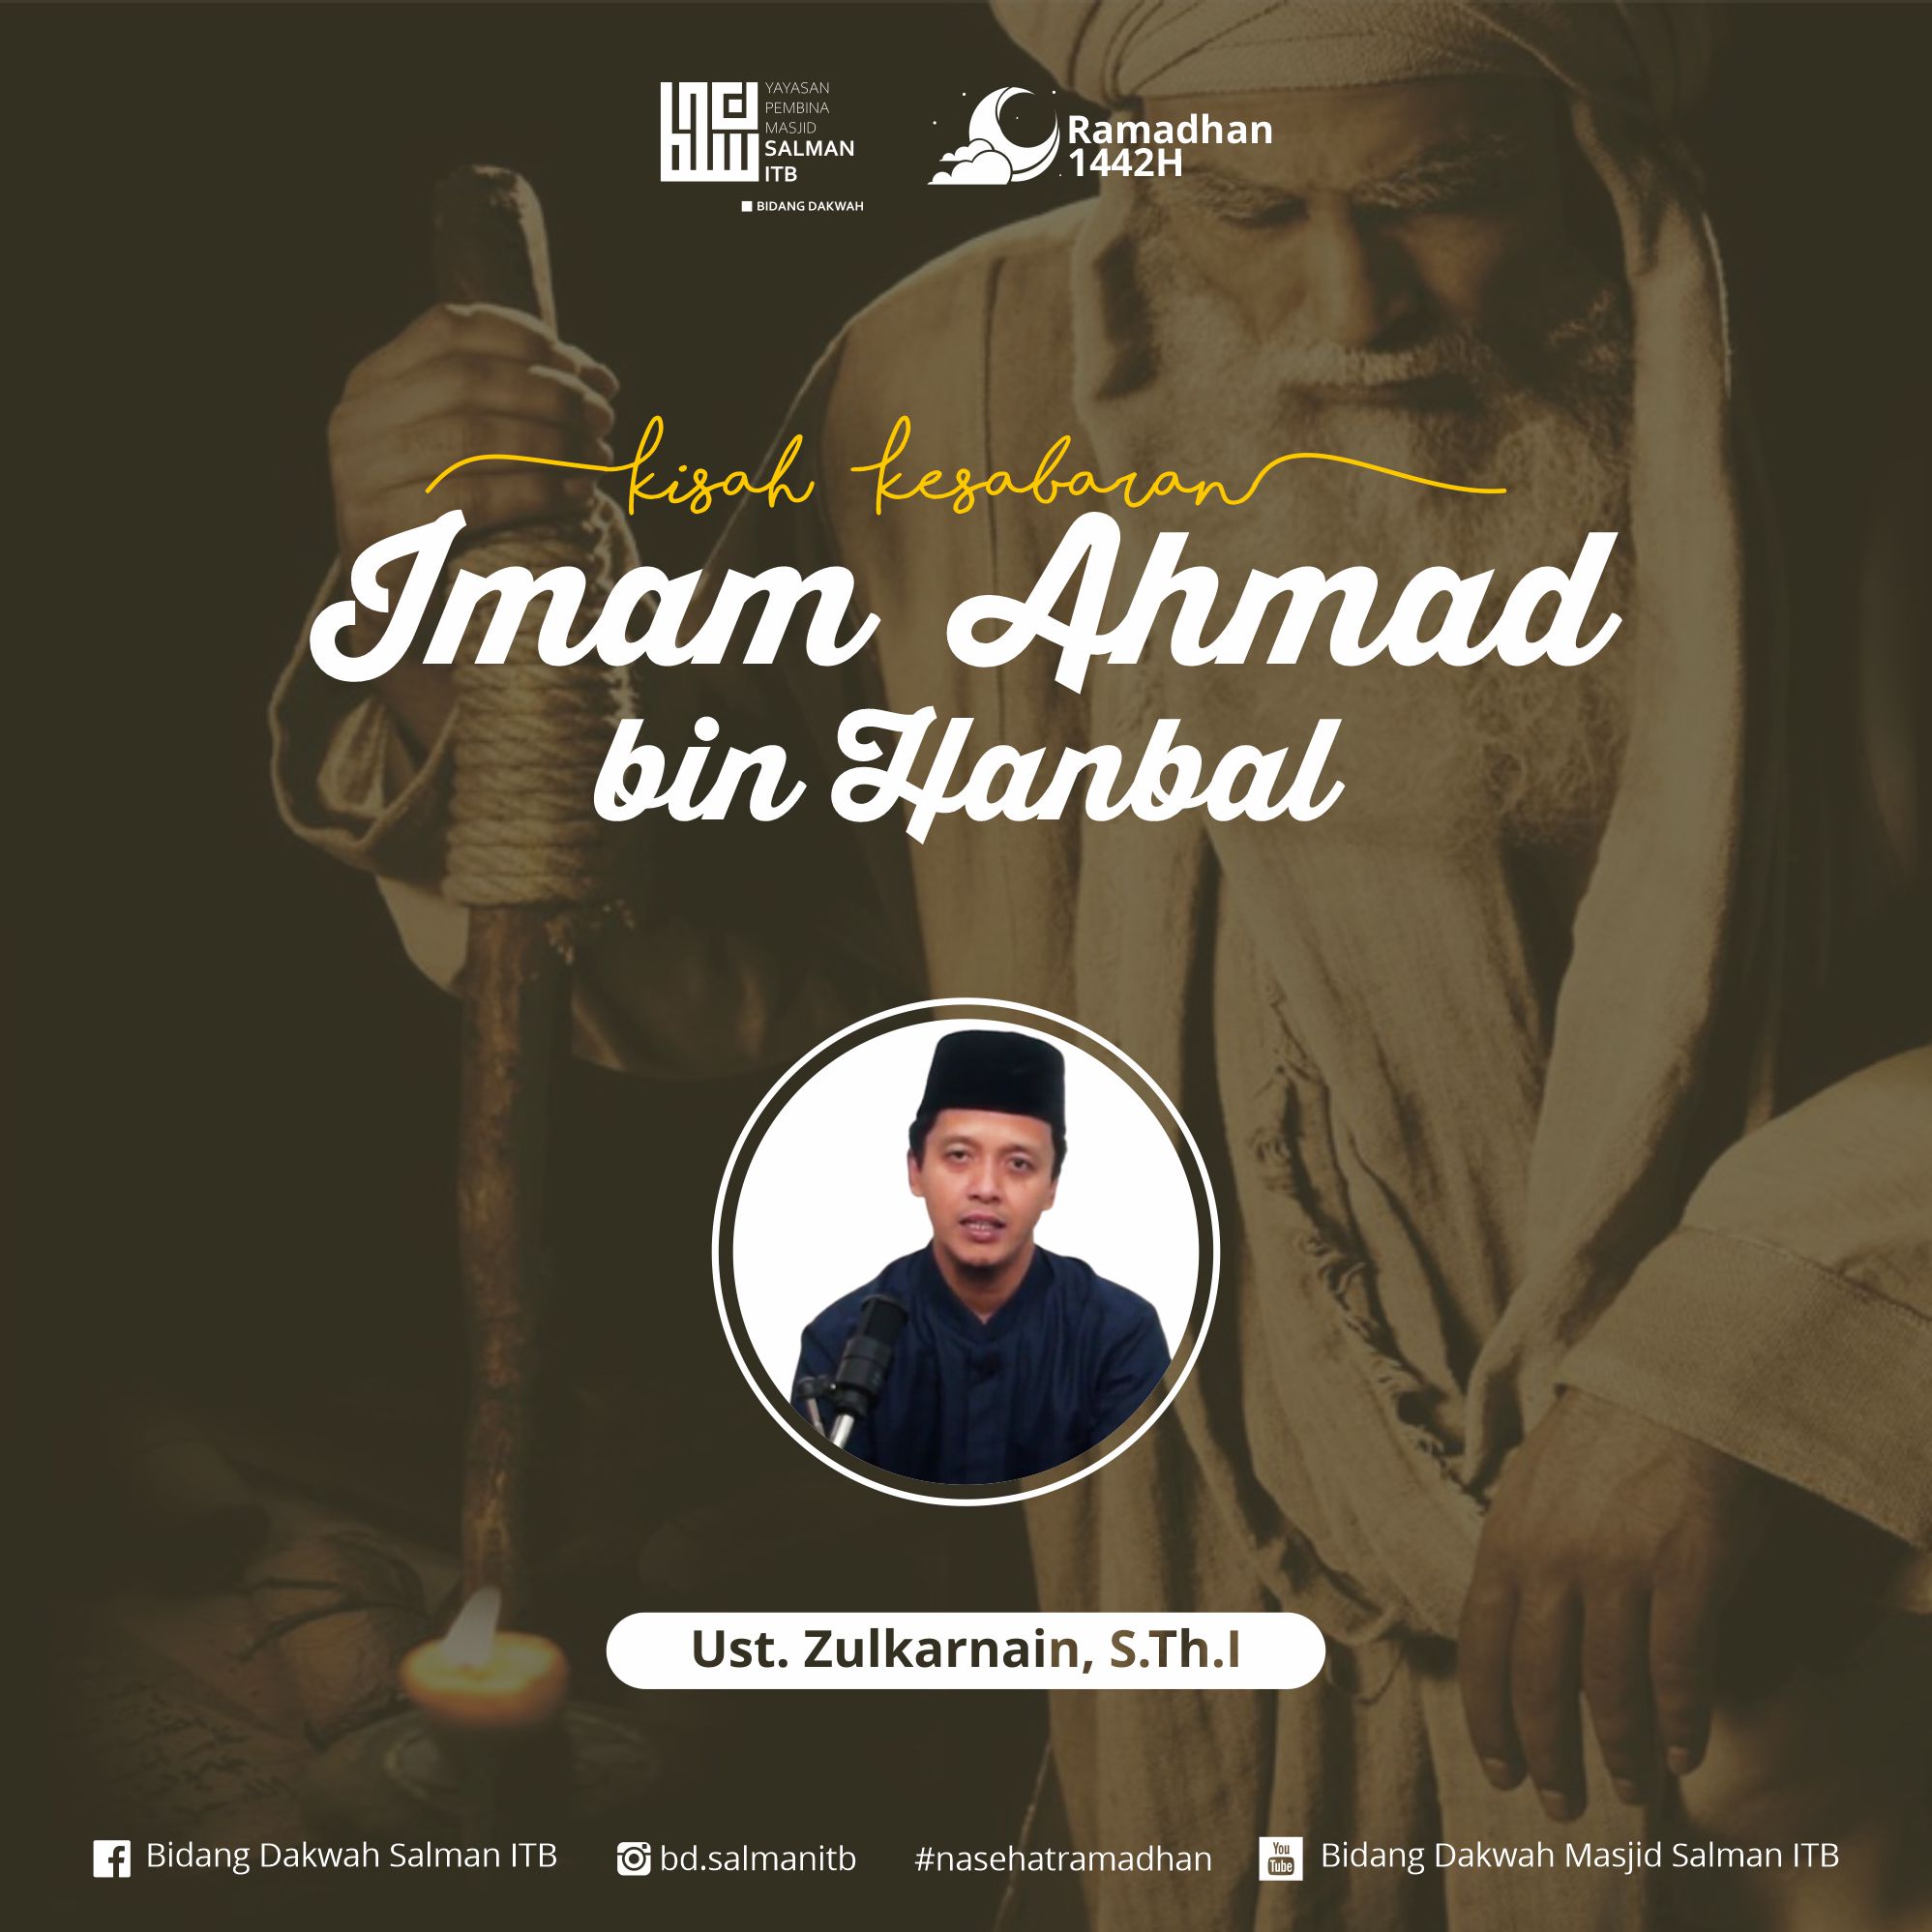 YAYASAN
PEMBINA
MASJID
SALMAN
ITB
BIDANG DAKWAH
Ramadhan
1442H
kisah kesabaran
Imam Ahmad
bin Hanbal
Ust. Zulkarnain, S.Th.I
Bidang Dakwah Salman ITB
bd.salmanitb
#nasehatramadhan
You
Tube
Bidang Dakwah Masjid Salman ITB